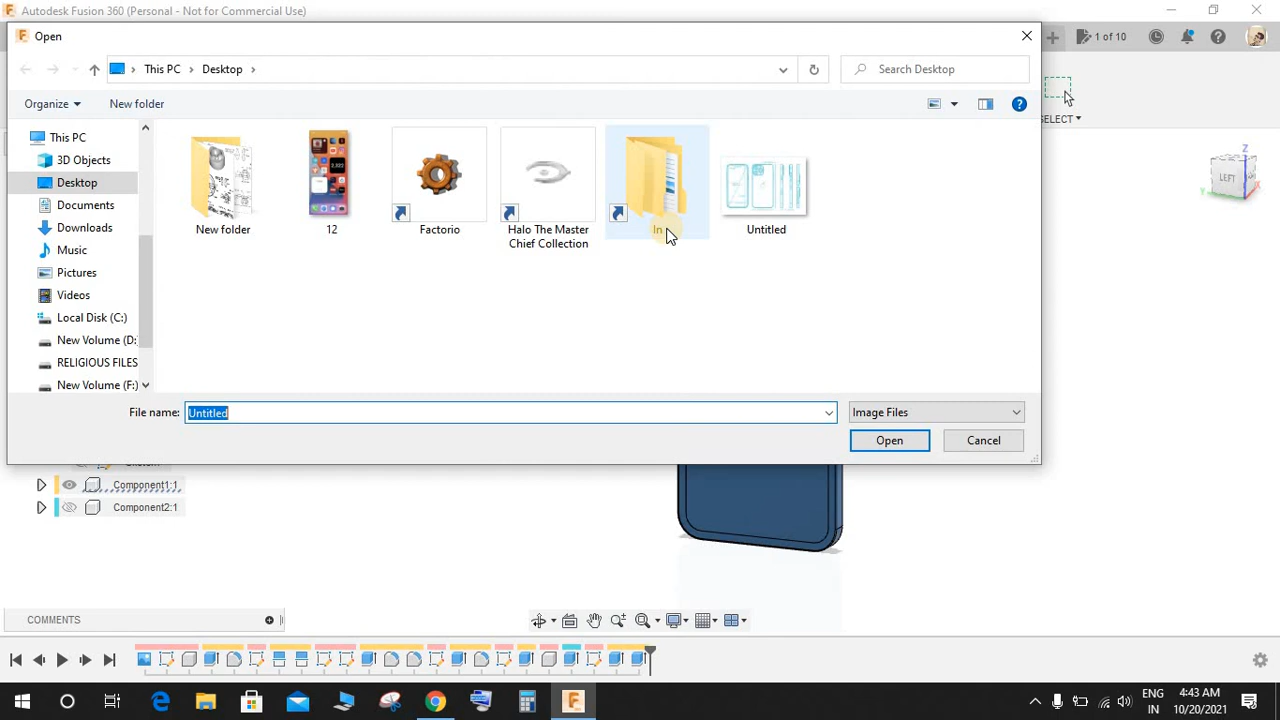 Autodesk Fusion 360 (Personal - Not for Commercial Use)
Open
1 of 10
This PC
Desktop
Search Desktop
Organize
New folder
SELECT
This PC
3D Objects
Desktop
Documents
Downloads
Music
Pictures
Videos
Local Disk (C:)
New Volume (D:
RELIGIOUS FILES
New Volume (F:)
New folder
12
Factorio
Halo The Master
Chief Collection
In
Untitled
File name:
Untitled
Image Files
Open
Cancel
LEFT
Z
Y
Component1:1
Component2:1
COMMENTS
ENG
IN
4:43 AM
10/20/2021